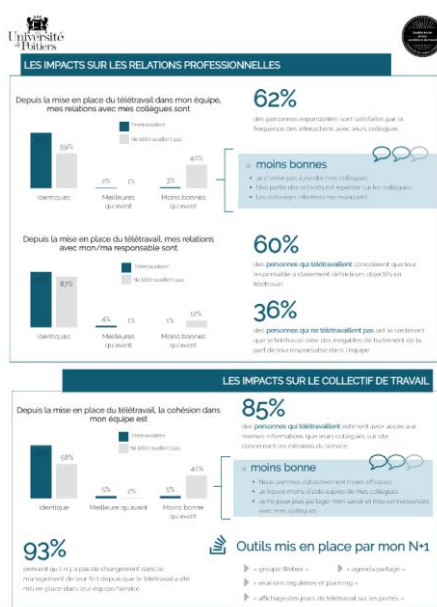 Université
de Poitiers
LES IMPACTS SUR LES RELATIONS PROFESSIONNELLES
Depuis la mise en place du télétravail dans mon équipe,
mes relations avec mes collègues sont
Télétravaillent
Ne télétravaillent pas
59%
2%
1%
3%
40%
Identiques
Meilleures
qu'avant
Moins bonnes
qu'avant
62%
des personnes répondantes sont satisfaites par la
fréquence des interactions avec leurs collègues
moins bonnes
Je n'arrive pas à joindre mes collègues
Une partie des activités est reportée sur les collègues
Les échanges informels me manquent
Depuis la mise en place du télétravail, mes relations
avec mon/ma responsable sont
Télétravaillent
Ne télétravaillent pas
87%
4%
1%
1%
12%
Identiques
Meilleures
qu'avant
Moins bonnes
qu'avant
60%
des personnes qui télétravaillent considèrent que leur
responsable a clairement défini leurs objectifs en
télétravail
36%
des personnes qui ne télétravaillent pas ont le sentiment
que le télétravail crée des inégalités de traitement de la
part de leur responsable dans l'équipe
LES IMPACTS SUR LE COLLECTIF DE TRAVAIL
Depuis la mise en place du télétravail, la cohésion dans
mon équipe est
Télétravaillent
Ne télétravaillent pas
58%
5%
2%
5%
40%
Identique
Meilleure qu'avant
Moins bonne
qu'avant
85%
des personnes qui télétravaillent estiment avoir accès aux
mêmes informations que leurs collègues sur site
concernant les missions du service
moins bonne
Nous sommes collectivement moins efficaces
Je trouve moins d'aide auprès de mes collègues
Je ne peux plus partager mon savoir et mes connaissances
avec mes collègues
93%
pensent qu'il n'y a pas de changement dans le
management de leur N+1 depuis que le télétravail a été
mis en place dans leur équipe/service
Outils mis en place par mon N+1
« groupe Webex »
« agenda partagé »
« réunions régulières et planning »
« affichage des jours de télétravail sur les portes »